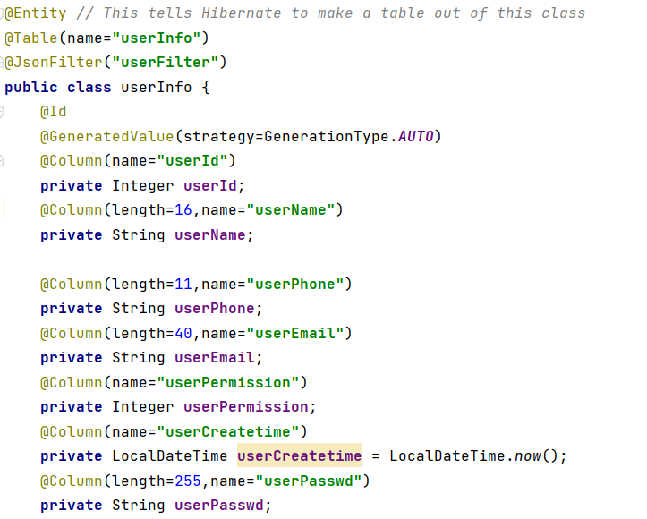 @Entity // This tells Hibernate to make a table out of this class
@Table(name="userInfo")
@JsonFilter("userFilter")
public class userInfo {
@Id
@GeneratedValue(strategy=GenerationType.AUTO)
@Column(name="userId")
private Integer userId;
@Column(length=16,name="userName")
private String userName;
@Column(length=11,name="userPhone")
private String userPhone;
@Column(length=40,name="userEmail")
private String userEmail;
@Column(name="userPermission")
private Integer userPermission;
@Column(name="userCreatetime")
private LocalDateTime userCreatetime = LocalDateTime.now();
@Column(length=255,name="userPasswd")
private String userPasswd;